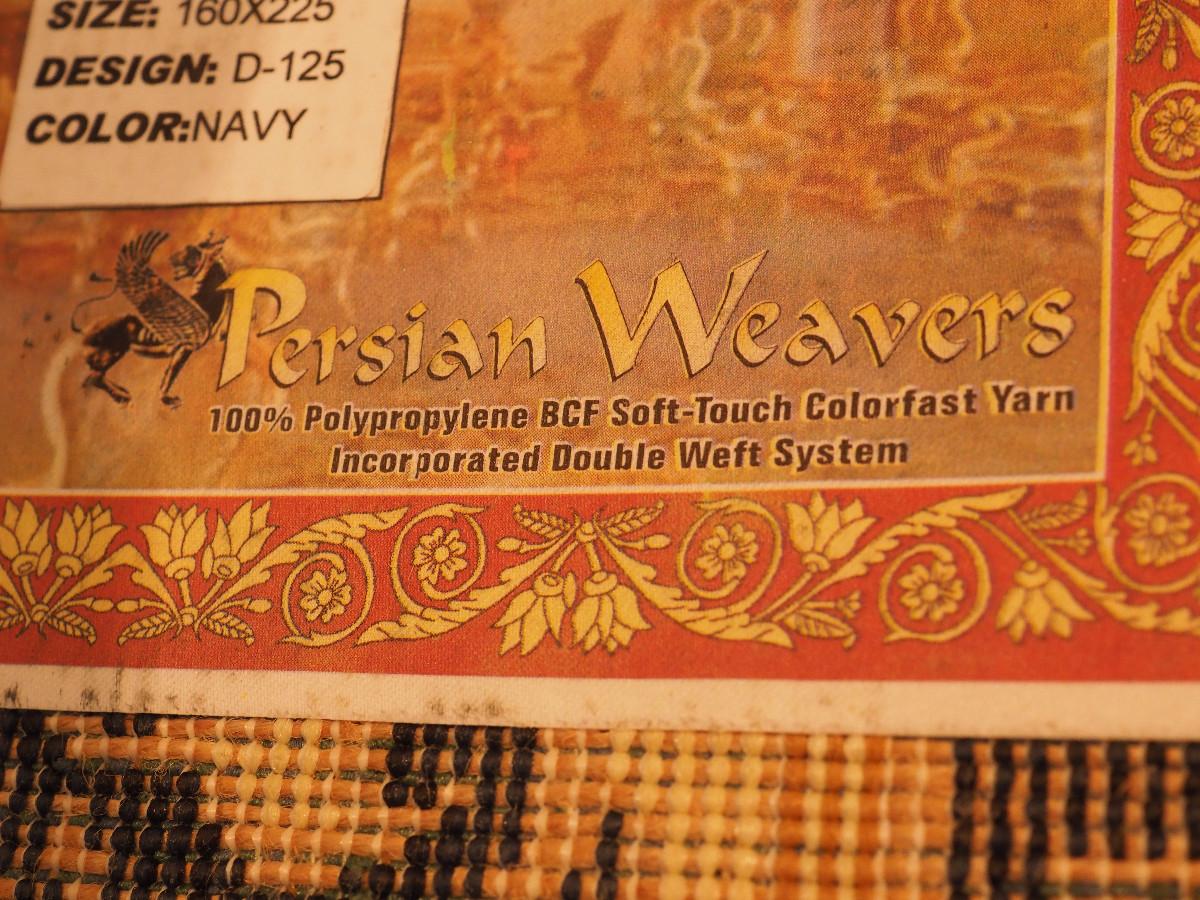 SIZE: 160X225
DESIGN: D-125
COLOR:NAVY
Persian Weavers
100% Polypropylene BCF Soft-Touch Colorfast Yarn
Incorporated Double Weft System